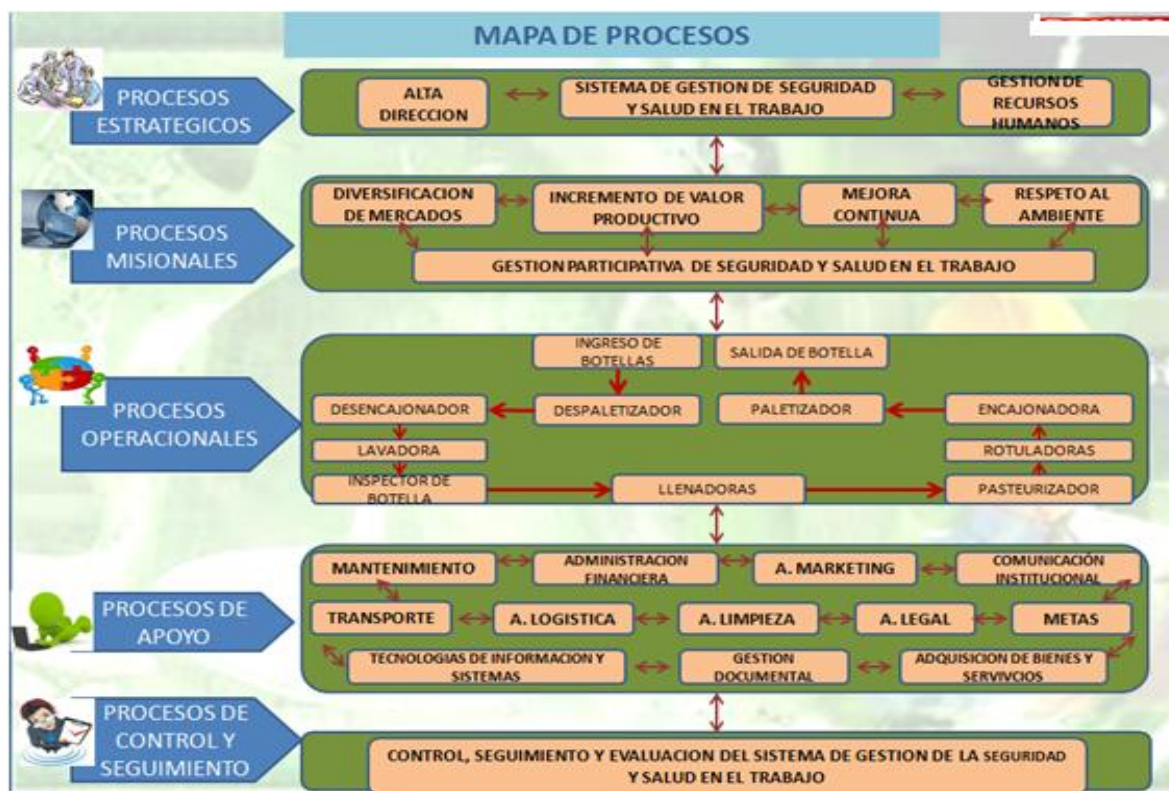 MAPA DE PROCESOS
PROCESOS
ESTRATEGICOS
ALTA
DIRECCION
SISTEMA DE GESTION DE SEGURIDAD
Y SALUD EN EL TRABAJO
GESTION DE
RECURSOS
HUMANOS
PROCESOS
MISIONALES
DIVERSIFICACION
DE MERCADOS
INCREMENTO DE VALOR
PRODUCTIVO
MEJORA
CONTINUA
RESPETO AL
AMBIENTE
GESTION PARTICIPATIVA DE SEGURIDAD Y SALUD EN EL TRABAJO
PROCESOS
OPERACIONALES
INGRESO DE
BOTELLAS
SALIDA DE BOTELLA
DESENCAJONADOR
DESPALETIZADOR
PALETIZADOR
ENCAJONADORA
LAVADORA
ROTULADORAS
INSPECTOR DE
BOTELLA
LLENADORAS
PASTEURIZADOR
PROCESOS DE
APOYO
MANTENIMIENTO
ADMINISTRACION
FINANCIERA
A. MARKETING
COMUNICACIÓN
INSTITUCIONAL
TRANSPORTE
A. LOGISTICA
A. LIMPIEZA
A. LEGAL
METAS
TECNOLOGIAS DE INFORMACION Y
SISTEMAS
GESTION
DOCUMENTAL
ADQUISICION DE BIENES Y
SERVIVCIOS
PROCESOS DE
CONTROL Y
SEGUIMIENTO
CONTROL, SEGUIMIENTO Y EVALUACION DEL SISTEMA DE GESTION DE LA SEGURIDAD
Y SALUD EN EL TRABAJO